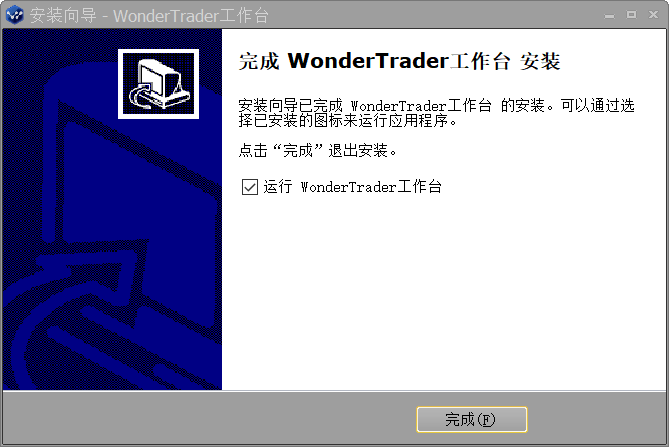 安装向导 - WonderTrader工作台
完成 WonderTrader工作台 安装
安装向导已完成 WonderTrader工作台 的安装。可以通过选
择已安装的图标来运行应用程序。
点击“完成”退出安装。
运行 WonderTrader工作台
完成(F)